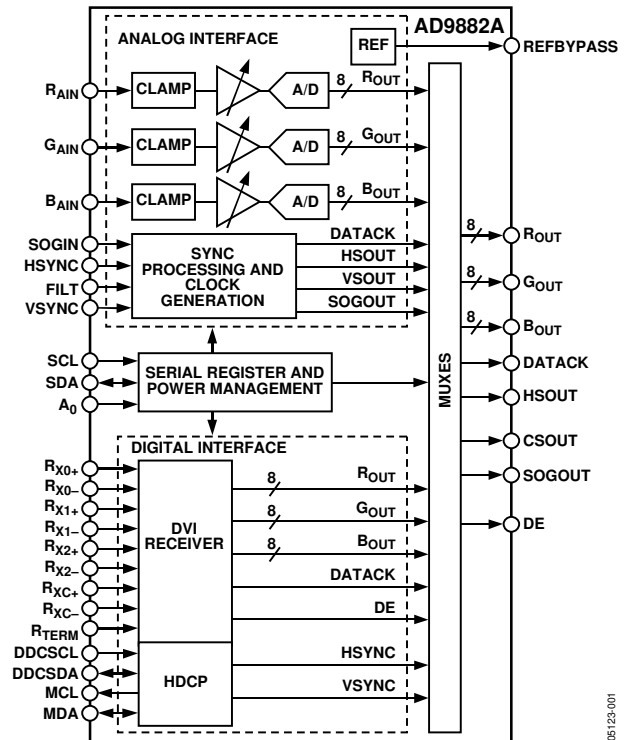 AD9882A
ANALOG INTERFACE
REF
REFBYPASS
RAIN
CLAMP
A/D
8
ROUT
GAIN
CLAMP
A/D
8
GOUT
BAIN
CLAMP
A/D
8
BOUT
SOGIN
HSYNC
FILT
VSYNC
SYNC
PROCESSING AND
CLOCK
GENERATION
DATACK
HSOUT
VSOUT
SOGOUT
SCL
SDA
A0
SERIAL REGISTER AND
POWER MANAGEMENT
MUXES
8
ROUT
8
GOUT
8
BOUT
DATACK
HSOUT
CSOUT
SOGOUT
DE
DIGITAL INTERFACE
RX0+
RX0–
RX1+
RX1–
RX2+
RX2–
RXC+
RXC–
RTERM
DVI
RECEIVER
8
ROUT
8
GOUT
8
BOUT
DATACK
DE
DDCSCL
DDCSDA
MCL
MDA
HDCP
HSYNC
VSYNC
05123-001